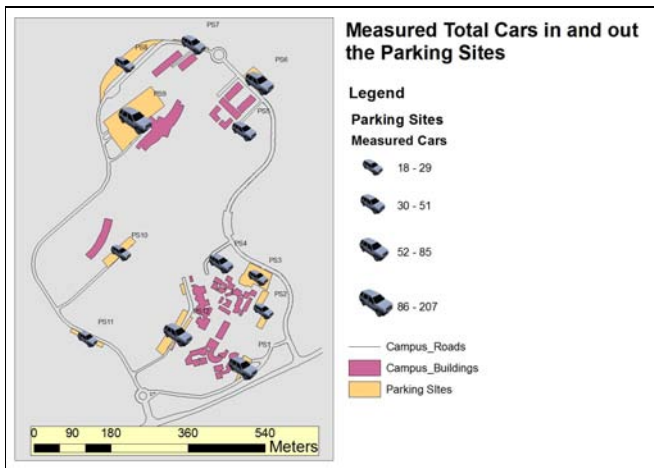 Measured Total Cars in and out
the Parking Sites
Legend
Parking Sites
Measured Cars
18 - 29
30 - 51
52 - 85
86 - 207
Campus_Roads
Campus_Buildings
Parking SItes
PS7
PS8
PS6
PS9
PS5
PS10
PS4
PS3
PS2
PS11
PS1
0 90 180 360 540
Meters